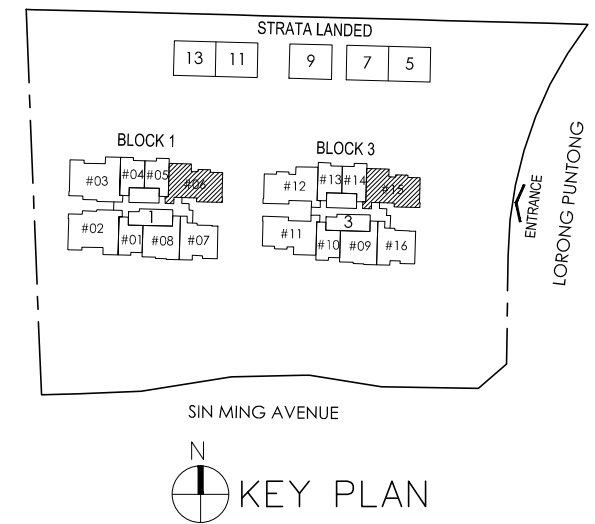 STRATA LANDED
13 11 9 7 5
BLOCK 1
BLOCK 3
#03 #04 #05 #06
#12 #13 #14 #15
1
3
#02 #01 #08 #07
#11 #10 #09 #16
ENTRANCE
LORONG PUNTONG
SIN MING AVENUE
N
KEY PLAN